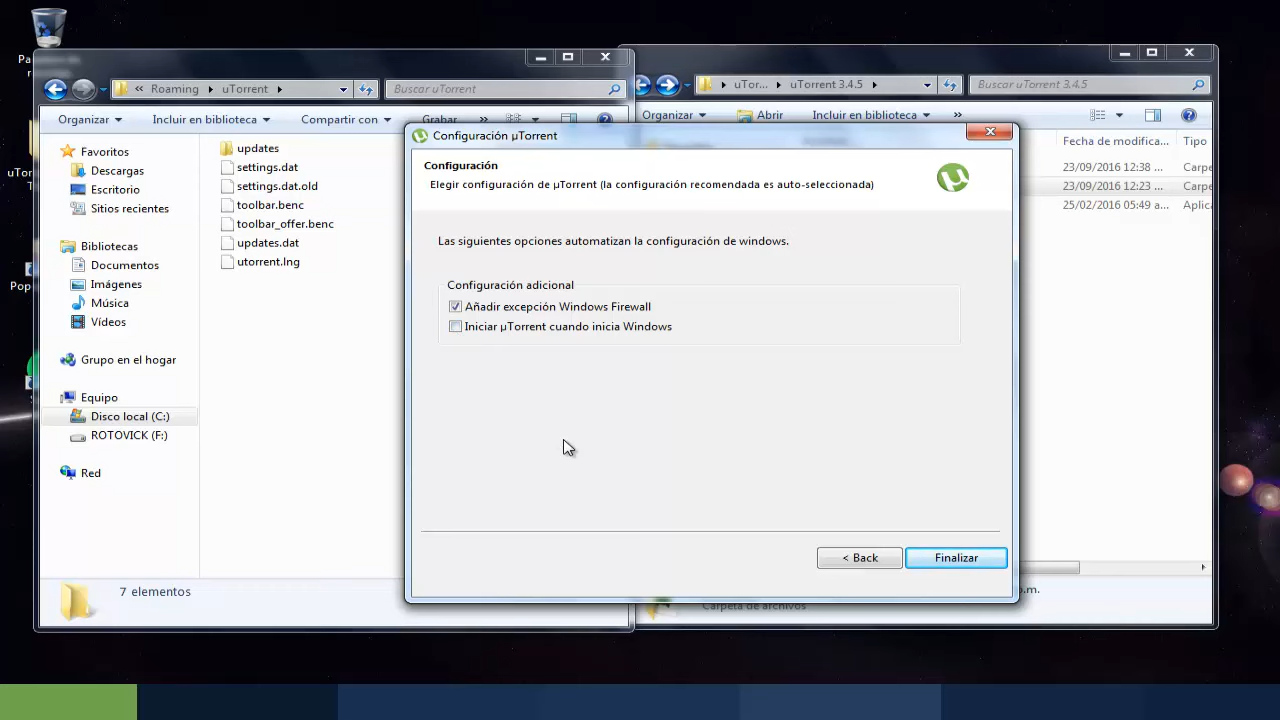 Roaming
uTorrent
Buscar uTorrent
Organizar
Incluir en biblioteca
Compartir con
Grabar
»
Favoritos
Descargas
Escritorio
Sitios recientes
Bibliotecas
Documentos
Imágenes
Música
Vídeos
Grupo en el hogar
Equipo
Disco local (C:)
ROTOVICK (F:)
Red
updates
settings.dat
settings.dat.old
toolbar.benc
toolbar_offer.benc
updates.dat
utorrent.lng
7 elementos
uTor...
uTorrent 3.4.5
Buscar uTorrent 3.4.5
Organizar
Abrir
Incluir en biblioteca
»
Fecha de modifica...
Tipo
23/09/2016 12:38 ...
Carpe
23/09/2016 12:23 ...
Carpe
25/02/2016 05:49 a...
Aplic
Carpeta de archivos
Configuración µTorrent
Configuración
Elegir configuración de µTorrent (la configuración recomendada es auto-seleccionada)
Las siguientes opciones automatizan la configuración de windows.
Configuración adicional
Añadir excepción Windows Firewall
Iniciar µTorrent cuando inicia Windows
< Back
Finalizar